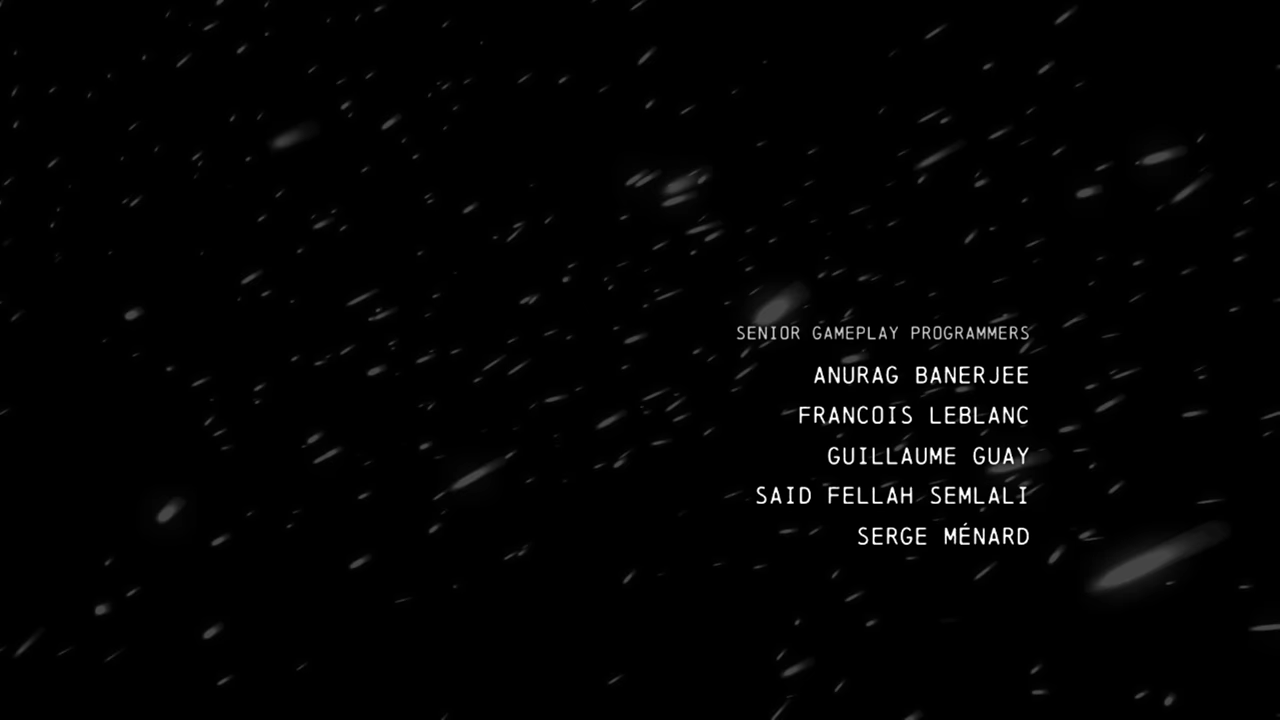 SENIOR GAMEPLAY PROGRAMMERS
ANURAG BANERJEE
FRANCOIS LEBLANC
GUILLAUME GUAY
SAID FELLAH SEMLALI
SERGE MÉNARD